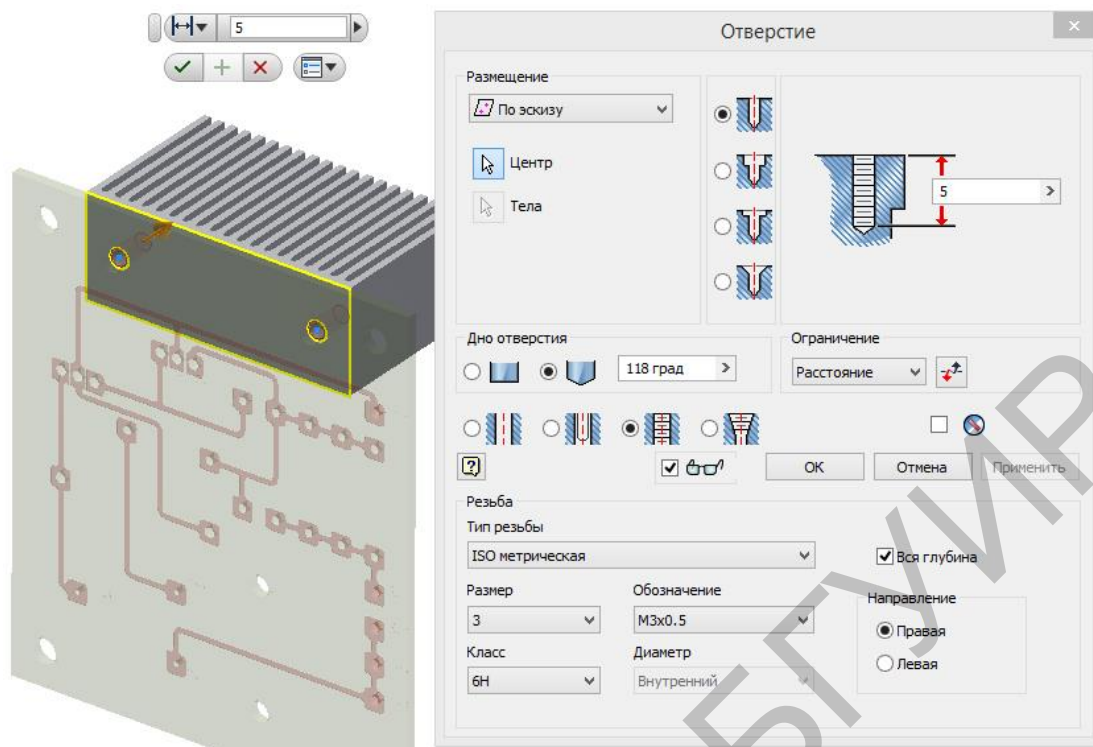 5
Отверстие
Размещение
По эскизу
Центр
Тела
5
Дно отверстия
118 град
Ограничение
Расстояние
OK
Отмена
Применить
Резьба
Тип резьбы
ISO метрическая
Вся глубина
Размер
Обозначение
3
M3x0.5
Направление
Правая
Левая
Класс
Диаметр
6H
Внутренний
БГУИР